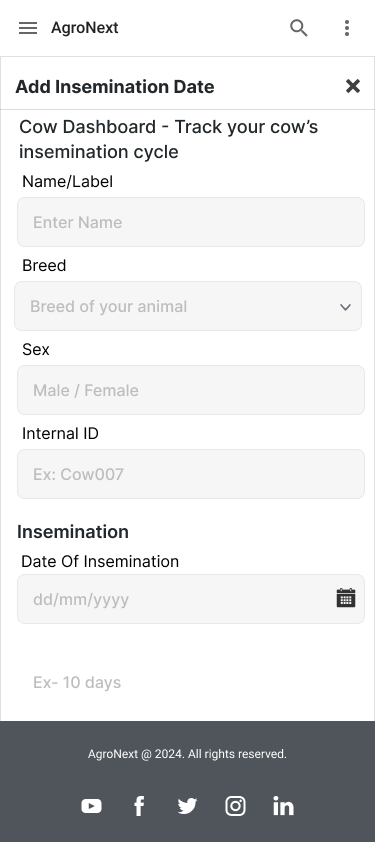 AgroNext
Add Insemination Date
Cow Dashboard - Track your cow’s
insemination cycle
Name/Label
Enter Name
Breed
Breed of your animal
Sex
Male / Female
Internal ID
Ex: Cow007
Insemination
Date Of Insemination
dd/mm/yyyy
Ex- 10 days
AgroNext @ 2024. All rights reserved.